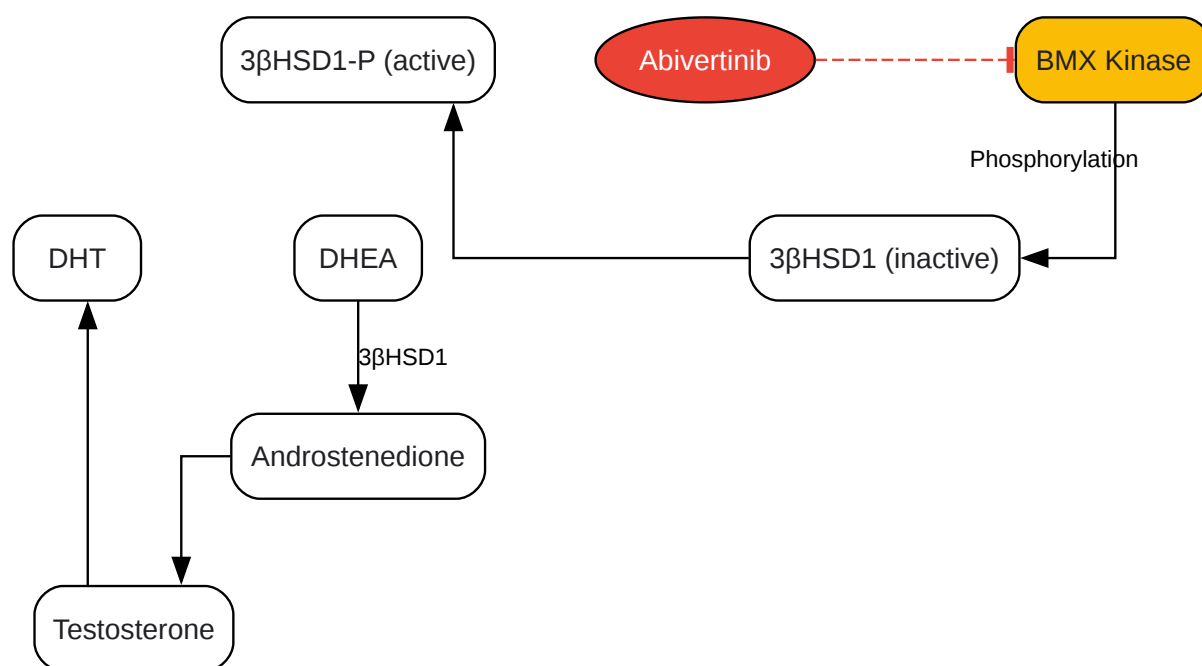 3βHSD1-P (active)
Abivertinib
BMX Kinase
Phosphorylation
DHT
DHEA
3βHSD1 (inactive)
3βHSD1
Androstenedione
Testosterone